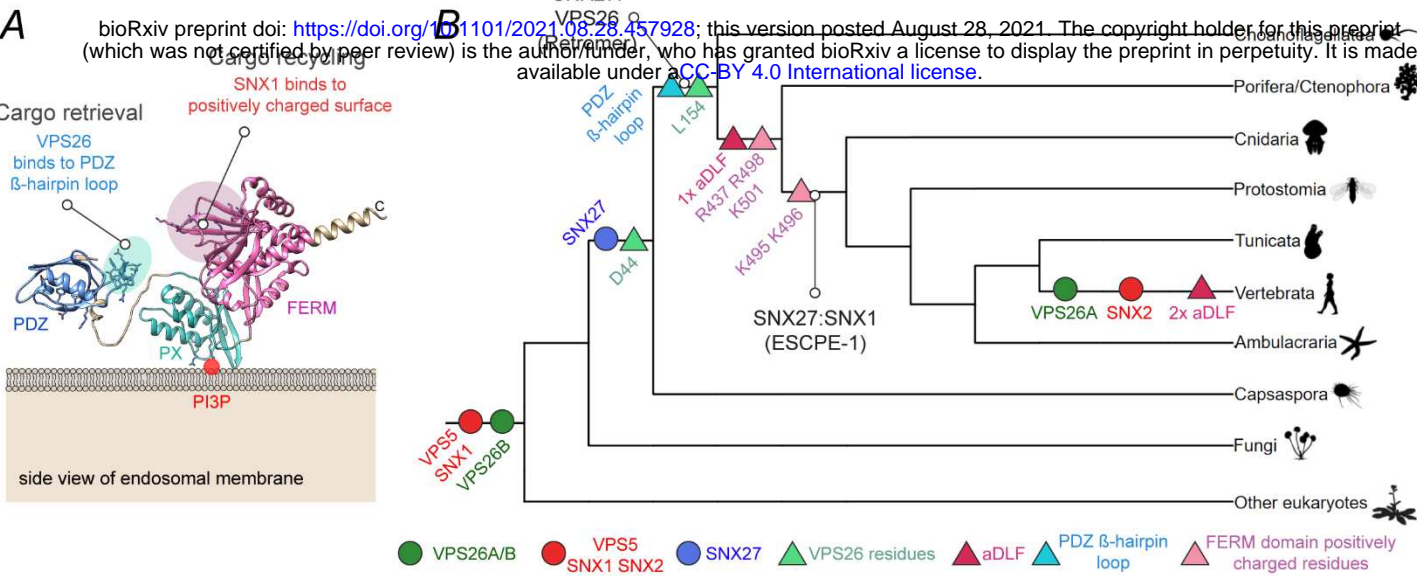 A
B
bioRxiv preprint doi: https://doi.org/10.1101/2021.08.28.457928; this version posted August 28, 2021. The copyright holder for this preprint
(which was not certified by peer review) is the author/funder, who has granted bioRxiv a license to display the preprint in perpetuity. It is made
available under aCC-BY 4.0 International license.
Cargo recycling
SNX1 binds to
positively charged surface
Cargo retrieval
VPS26
binds to PDZ
ß-hairpin loop
C
PDZ
FERM
PX
PI3P
side view of endosomal membrane
VPS26
(Retromer)
Choanoflagellatea
PDZ
ß-hairpin
loop
L154
Porifera/Ctenophora
1x aDLF
R437 R498
K501
Cnidaria
K495 K496
Protostomia
SNX27
D44
Tunicata
Vertebrata
VPS26A
SNX2
2x aDLF
SNX27:SNX1
(ESCPE-1)
Ambulacraria
Capsaspora
VPS5
SNX1
VPS26B
Fungi
Other eukaryotes
VPS26A/B
VPS5
SNX1 SNX2
SNX27
VPS26 residues
aDLF
PDZ ß-hairpin
loop
FERM domain positively
charged residues